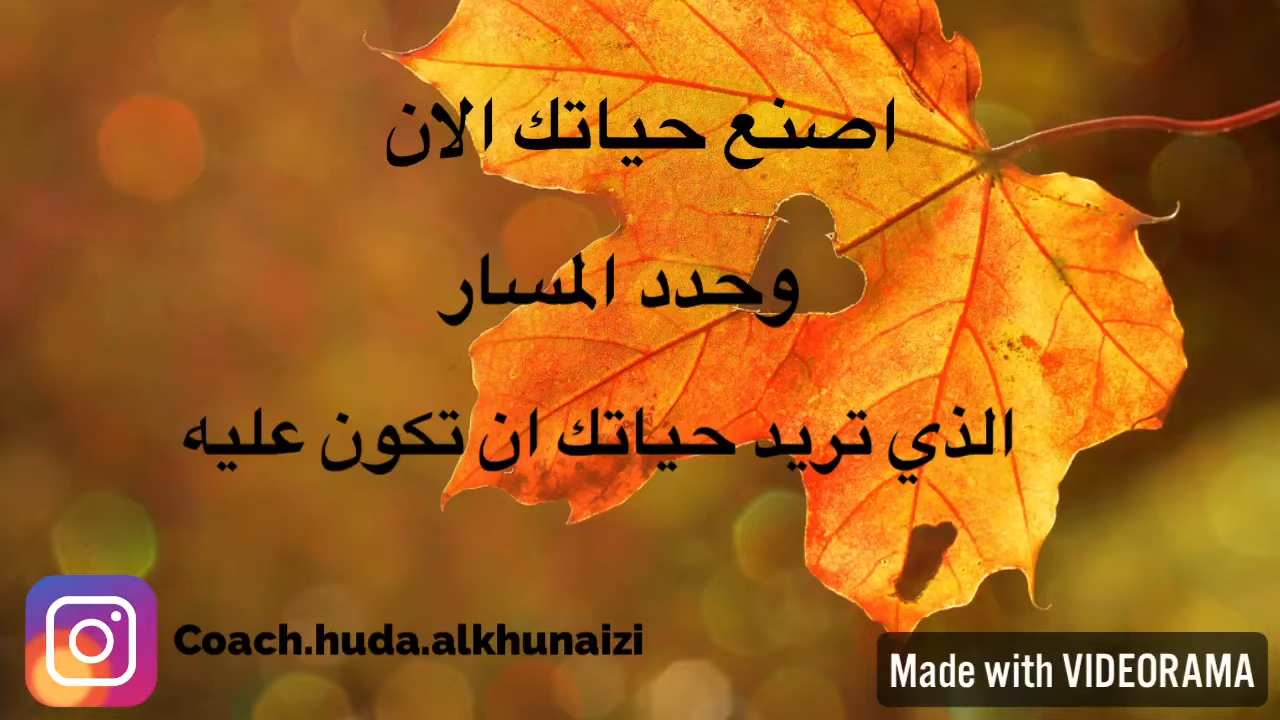 اصنع حياتك الان
وحدد المسار
الذي تريد حياتك ان تكون عليه
Coach.huda.alkhunaizi
Made with VIDEORAMA